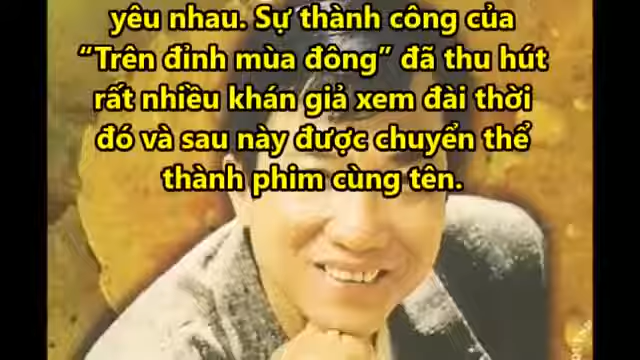 yêu nhau. Sự thành công của
“Trên đỉnh mùa đông” đã thu hút
rất nhiều khán giả xem đài thời
đó và sau này được chuyển thể
thành phim cùng tên.